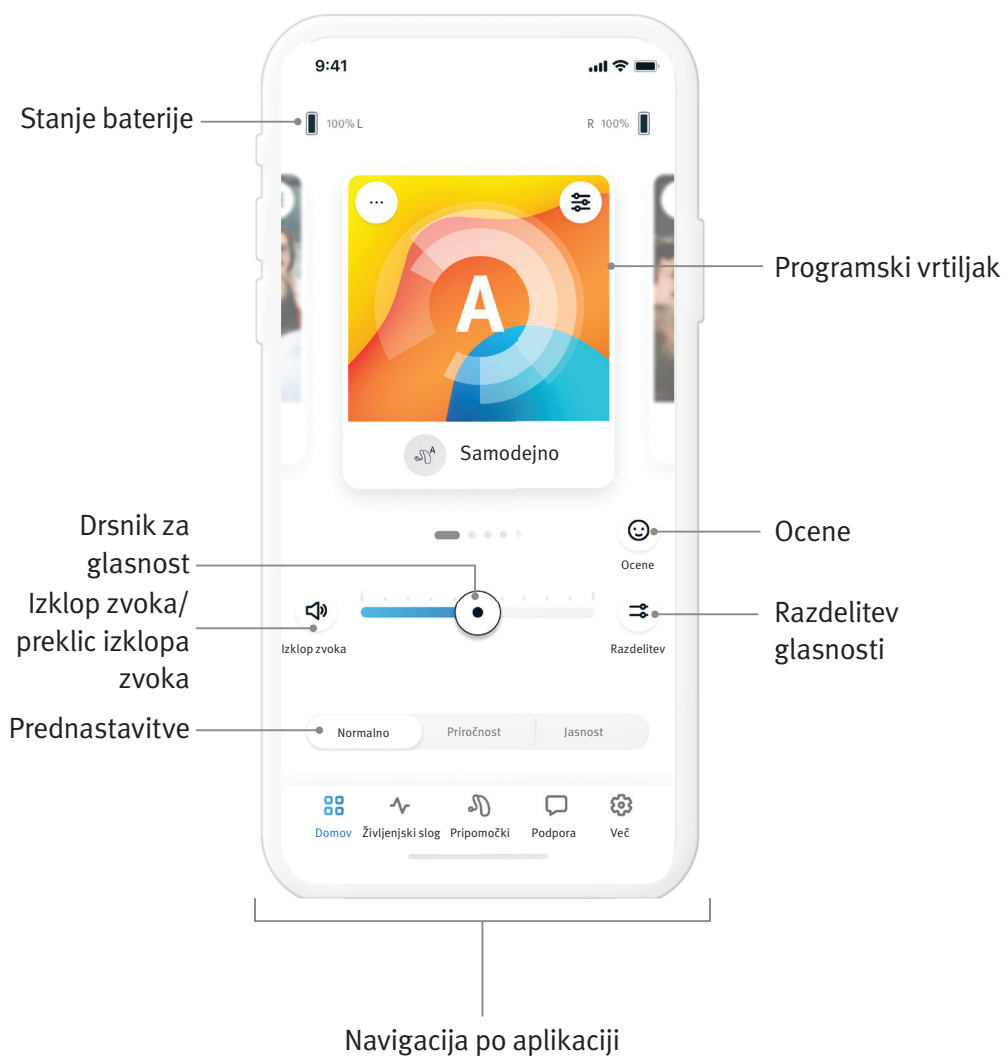 9:41
Stanje baterije
100% L
R 100%
...
A
Programski vrtiljak
A
Samodejno
Drsnik za
glasnost
Ocene
Ocene
Izklop zvoka/
preklic izklopa
zvoka
Izklop zvoka
Razdelitev
Razdelitev
glasnosti
Prednastavitve
Normalno
Priročnost
Jasnost
Domov
Življenjski slog
Pripomočki
Podpora
Več
Navigacija po aplikaciji